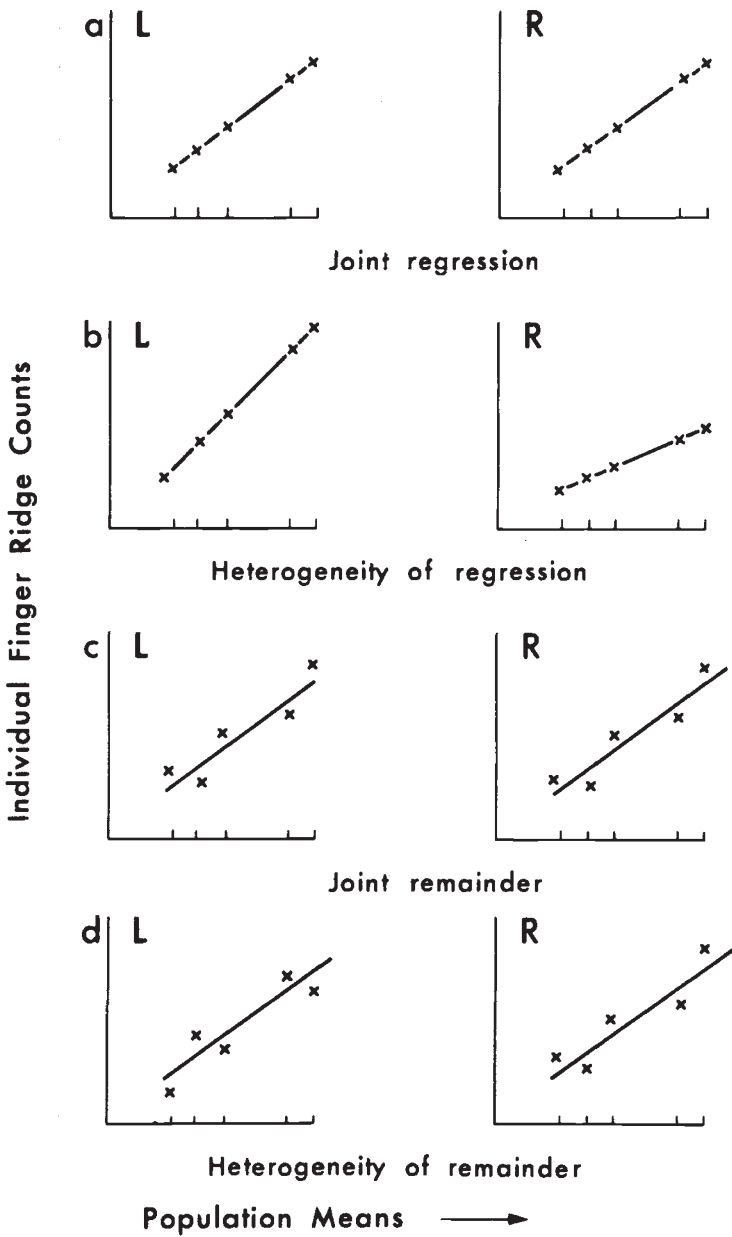 a L R
Joint regression
b L R
Heterogeneity of regression
c L R
Joint remainder
d L R
Heterogeneity of remainder
Population Means
Individual Finger Ridge Counts